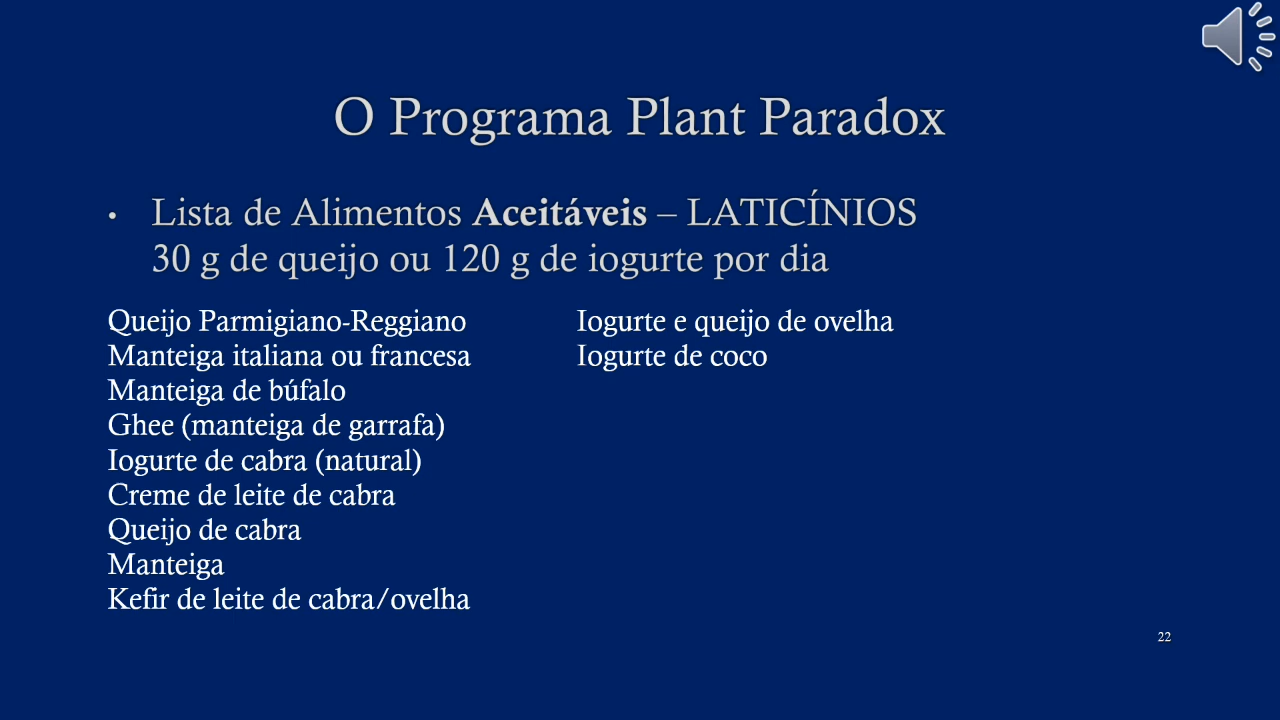 O Programa Plant Paradox
• Lista de Alimentos Aceitáveis – LATICÍNIOS
30 g de queijo ou 120 g de iogurte por dia
Queijo Parmigiano-Reggiano
Manteiga italiana ou francesa
Manteiga de búfalo
Ghee (manteiga de garrafa)
Iogurte de cabra (natural)
Creme de leite de cabra
Queijo de cabra
Manteiga
Kefir de leite de cabra/ovelha
Iogurte e queijo de ovelha
Iogurte de coco
22